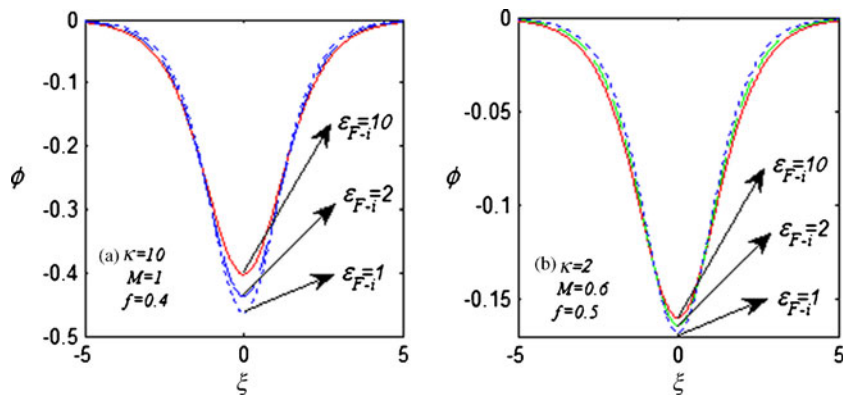 0
-0.1
-0.2
-0.3
-0.4
-0.5
ϕ
-5
0
5
ξ
ε_{F-i}=10
ε_{F-i}=2
ε_{F-i}=1
(a) κ=10
M=1
f=0.4
0
-0.05
-0.1
-0.15
ϕ
-5
0
5
ξ
ε_{F-i}=10
ε_{F-i}=2
ε_{F-i}=1
(b) κ=2
M=0.6
f=0.5